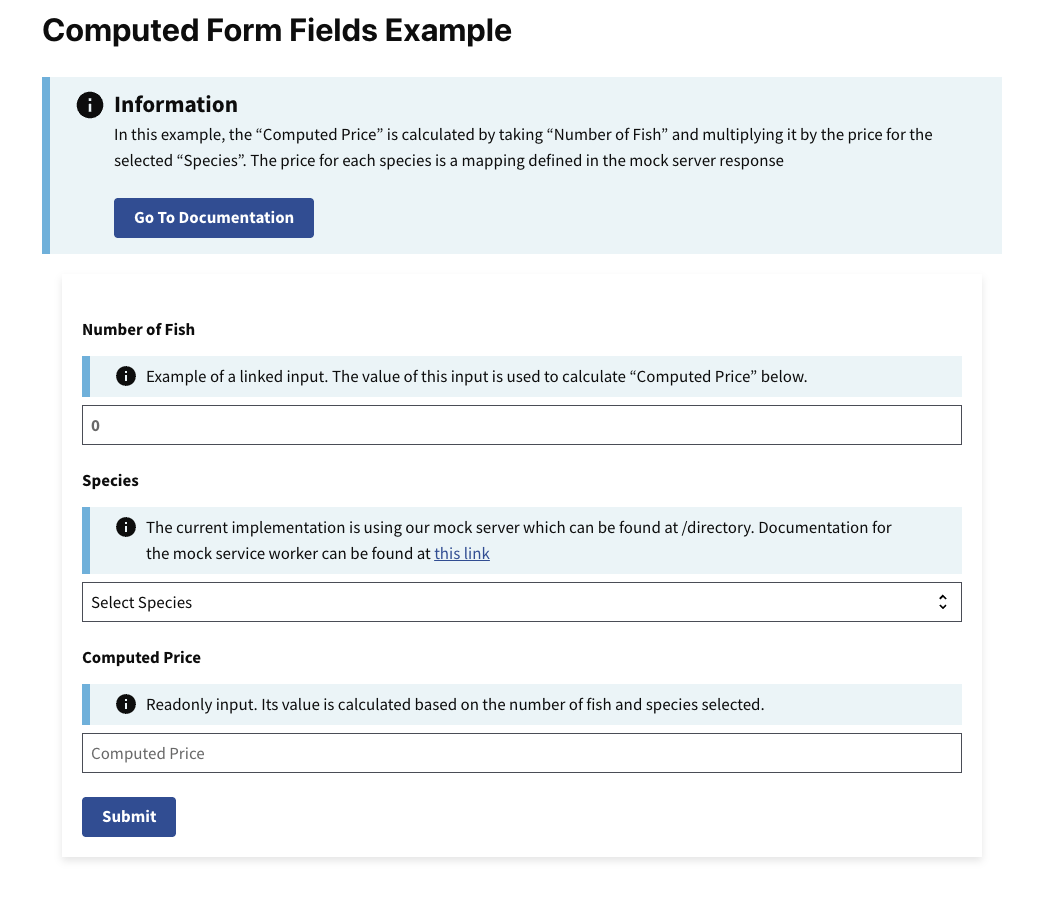 Computed Form Fields Example
Information
In this example, the “Computed Price” is calculated by taking “Number of Fish” and multiplying it by the price for the
selected “Species”. The price for each species is a mapping defined in the mock server response
Go To Documentation
Number of Fish
Example of a linked input. The value of this input is used to calculate “Computed Price” below.
0
Species
The current implementation is using our mock server which can be found at /directory. Documentation for
the mock service worker can be found at this link
Select Species
Computed Price
Readonly input. Its value is calculated based on the number of fish and species selected.
Computed Price
Submit